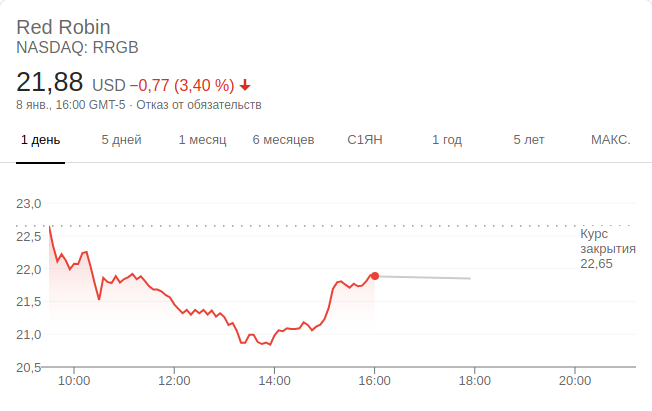 Red Robin
NASDAQ: RRGB
21,88 USD −0,77 (3,40 %)
8 янв., 16:00 GMT-5 · Отказ от обязательств
1 день 5 дней 1 месяц 6 месяцев С1ЯН 1 год 5 лет МАКС.
23,0
22,5
22,0
21,5
21,0
20,5
Курс
закрытия
22,65
10:00 12:00 14:00 16:00 18:00 20:00